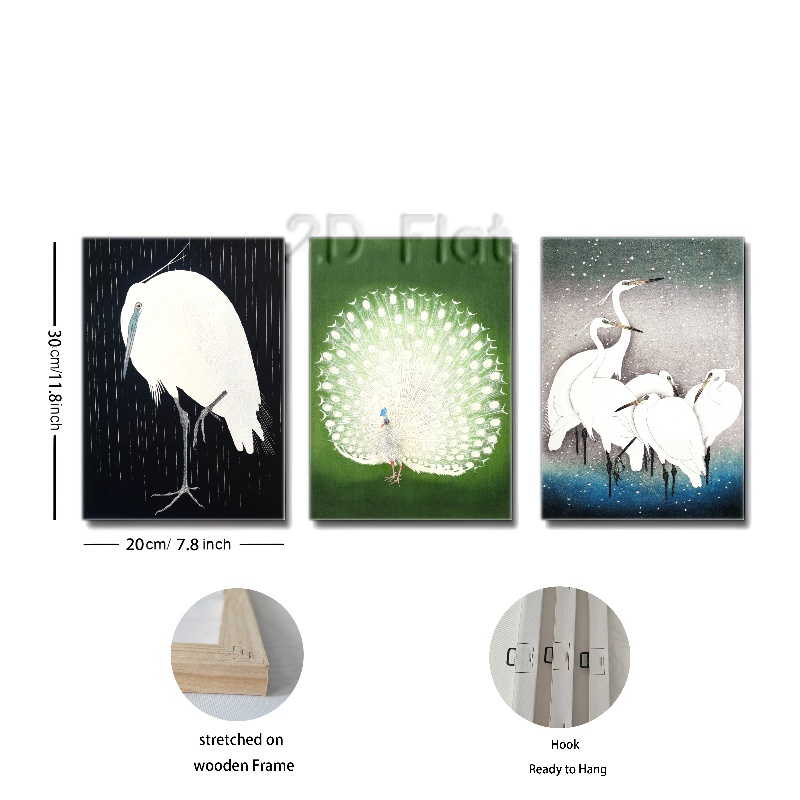 2D Flat
30cm/11.8inch
20cm/ 7.8 inch
stretched on
wooden Frame
Hook
Ready to Hang